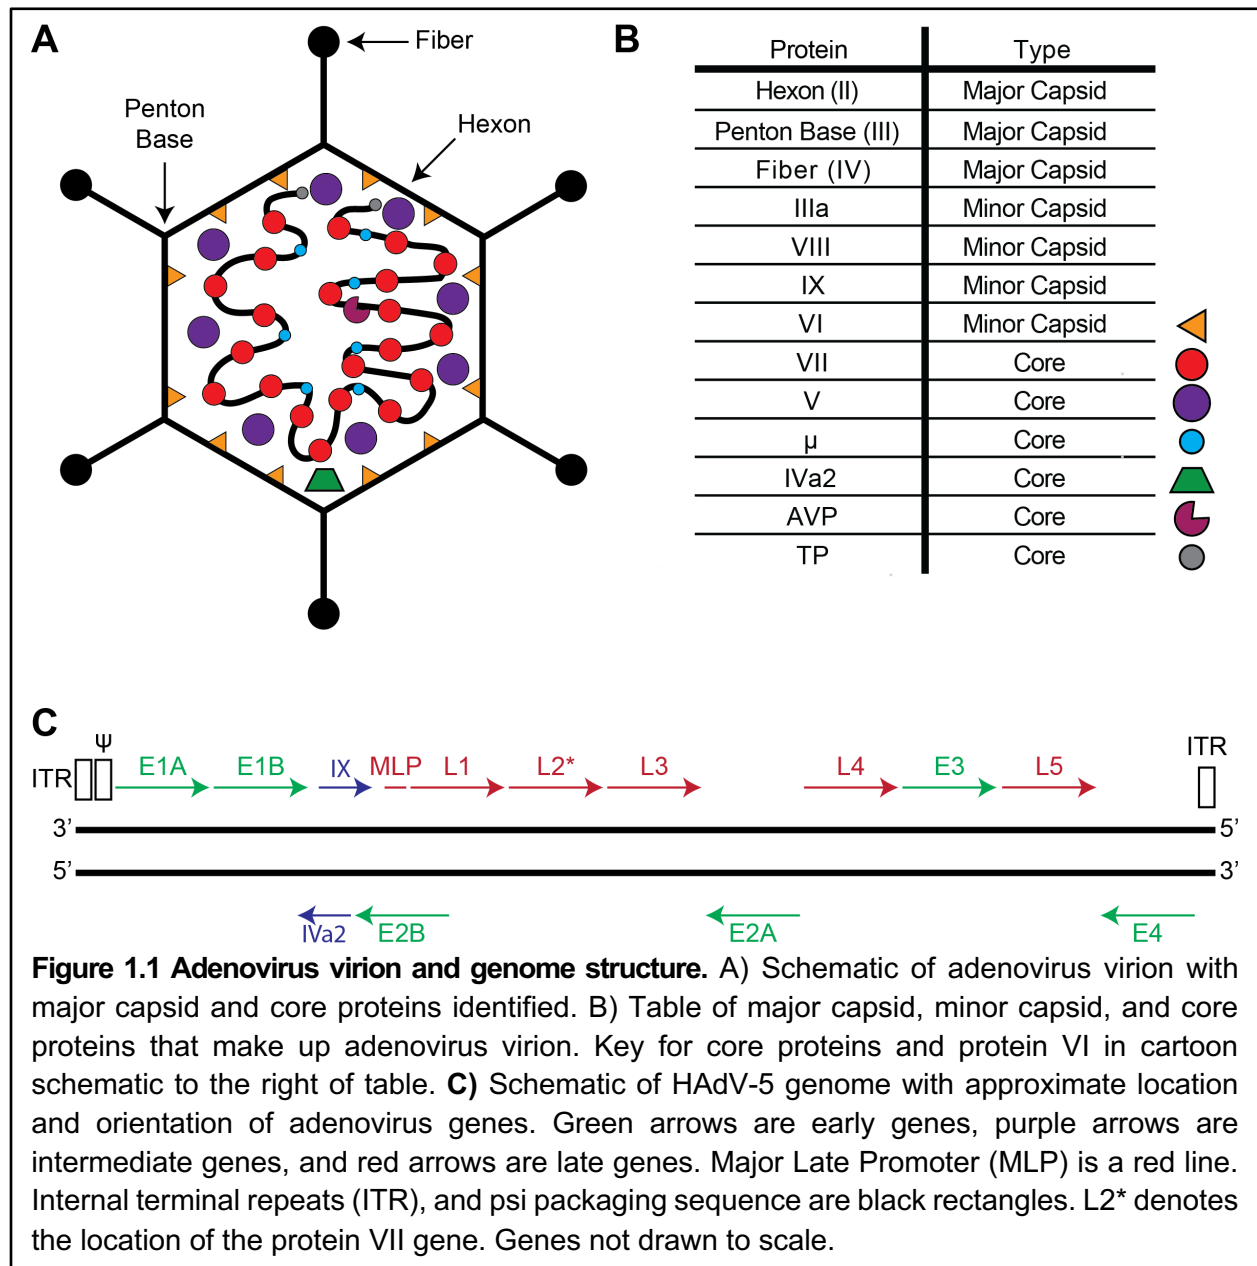 A
Fiber
Penton
Base
Hexon
B
Protein Type
Hexon (II) Major Capsid
Penton Base (III) Major Capsid
Fiber (IV) Major Capsid
IIIa Minor Capsid
VIII Minor Capsid
IX Minor Capsid
VI Minor Capsid
VII Core
V Core
µ Core
IVa2 Core
AVP Core
TP Core
C
ψ
ITR E1A E1B IX MLP L1 L2* L3 L4 E3 L5 ITR
3’ 5’
5’ 3’
IVa2 E2B E2A E4
Figure 1.1 Adenovirus virion and genome structure. A) Schematic of adenovirus virion with
major capsid and core proteins identified. B) Table of major capsid, minor capsid, and core
proteins that make up adenovirus virion. Key for core proteins and protein VI in cartoon
schematic to the right of table. C) Schematic of HAdV-5 genome with approximate location
and orientation of adenovirus genes. Green arrows are early genes, purple arrows are
intermediate genes, and red arrows are late genes. Major Late Promoter (MLP) is a red line.
Internal terminal repeats (ITR), and psi packaging sequence are black rectangles. L2* denotes
the location of the protein VII gene. Genes not drawn to scale.